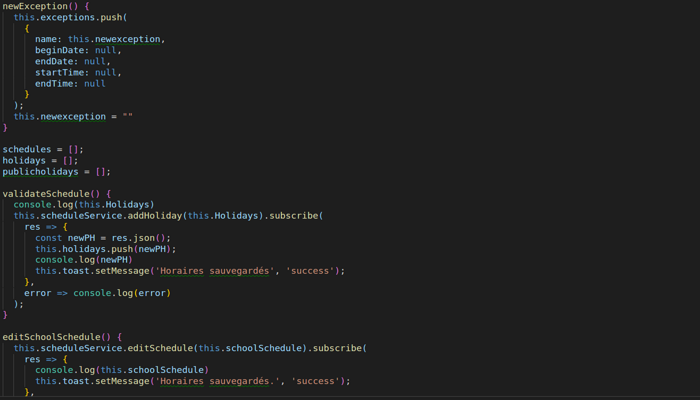 newException() {
this.exceptions.push(
{
name: this.newexception,
beginDate: null,
endDate: null,
startTime: null,
endTime: null
}
);
this.newexception = ""
}
schedules = [];
holidays = [];
publicholidays = [];
validateSchedule() {
console.log(this.Holidays)
this.scheduleService.addHoliday(this.Holidays).subscribe(
res => {
const newPH = res.json();
this.holidays.push(newPH);
console.log(newPH)
this.toast.setMessage('Horaires sauvegardés', 'success');
},
error => console.log(error)
);
}
editSchoolSchedule() {
this.scheduleService.editSchedule(this.schoolSchedule).subscribe(
res => {
console.log(this.schoolSchedule)
this.toast.setMessage('Horaires sauvegardés.', 'success');
},